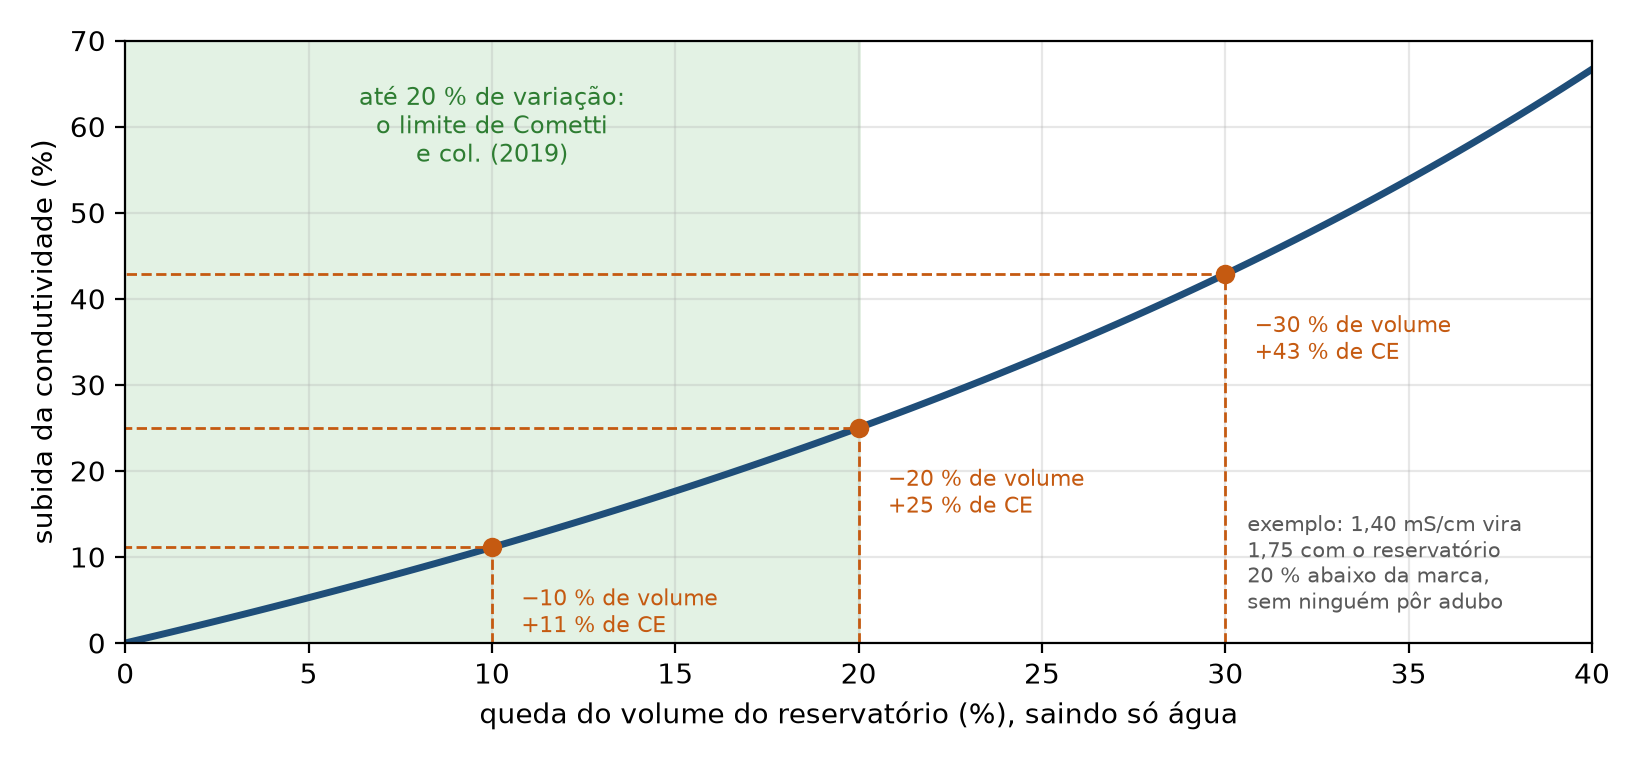 70
60
50
40
30
20
10
0
subida da condutividade (%)
até 20 % de variação:
o limite de Cometti
e col. (2019)
−30 % de volume
+43 % de CE
−20 % de volume
+25 % de CE
exemplo: 1,40 mS/cm vira
1,75 com o reservatório
20 % abaixo da marca,
sem ninguém pôr adubo
−10 % de volume
+11 % de CE
0 5 10 15 20 25 30 35 40
queda do volume do reservatório (%), saindo só água